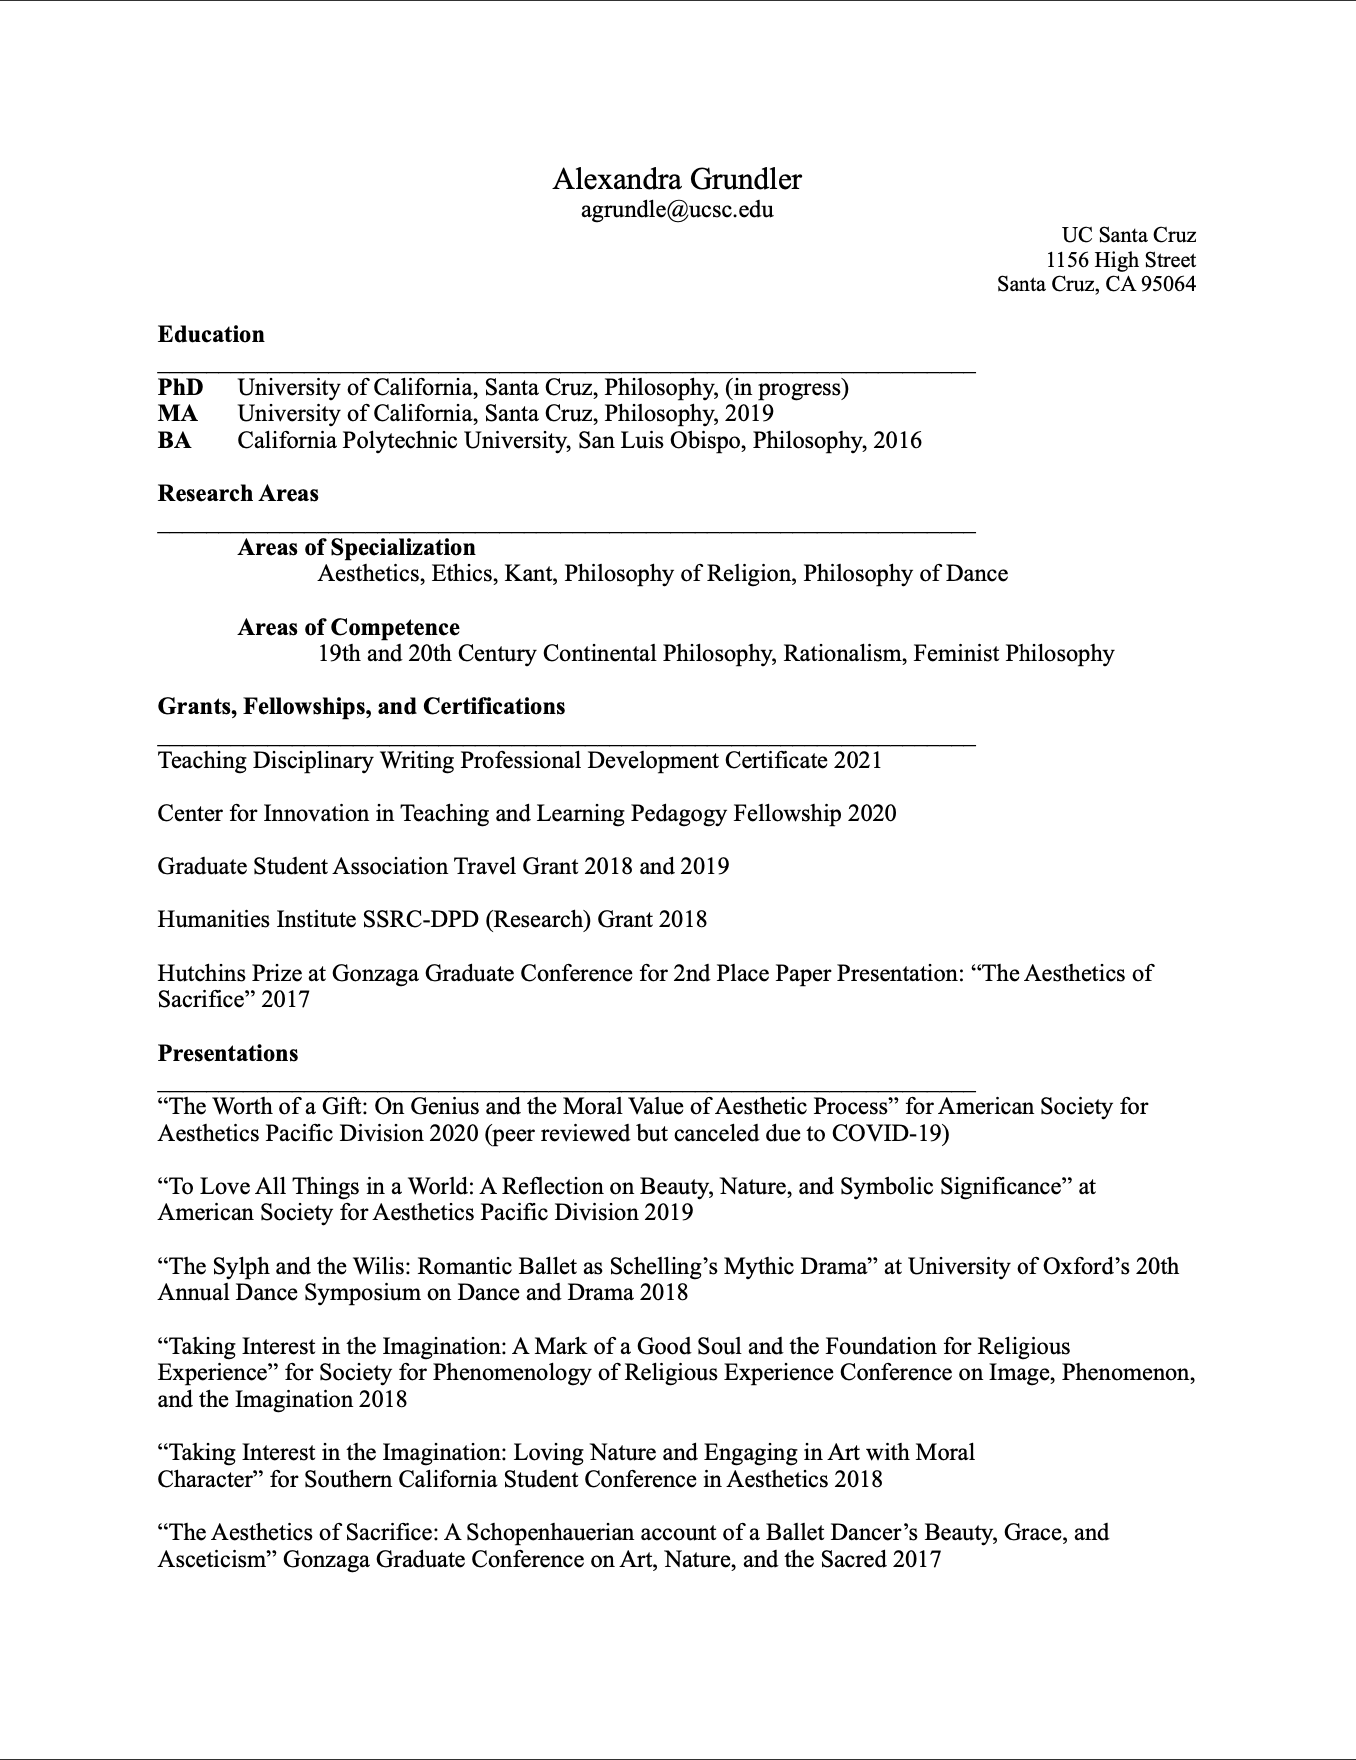 Alexandra Grundler
agrundle@ucsc.edu
UC Santa Cruz
1156 High Street
Santa Cruz, CA 95064
Education
PhD University of California, Santa Cruz, Philosophy, (in progress)
MA University of California, Santa Cruz, Philosophy, 2019
BA California Polytechnic University, San Luis Obispo, Philosophy, 2016
Research Areas
Areas of Specialization
Aesthetics, Ethics, Kant, Philosophy of Religion, Philosophy of Dance
Areas of Competence
19th and 20th Century Continental Philosophy, Rationalism, Feminist Philosophy
Grants, Fellowships, and Certifications
Teaching Disciplinary Writing Professional Development Certificate 2021
Center for Innovation in Teaching and Learning Pedagogy Fellowship 2020
Graduate Student Association Travel Grant 2018 and 2019
Humanities Institute SSRC-DPD (Research) Grant 2018
Hutchins Prize at Gonzaga Graduate Conference for 2nd Place Paper Presentation: “The Aesthetics of
Sacrifice” 2017
Presentations
“The Worth of a Gift: On Genius and the Moral Value of Aesthetic Process” for American Society for
Aesthetics Pacific Division 2020 (peer reviewed but canceled due to COVID-19)
“To Love All Things in a World: A Reflection on Beauty, Nature, and Symbolic Significance” at
American Society for Aesthetics Pacific Division 2019
“The Sylph and the Wilis: Romantic Ballet as Schelling’s Mythic Drama” at University of Oxford’s 20th
Annual Dance Symposium on Dance and Drama 2018
“Taking Interest in the Imagination: A Mark of a Good Soul and the Foundation for Religious
Experience” for Society for Phenomenology of Religious Experience Conference on Image, Phenomenon,
and the Imagination 2018
“Taking Interest in the Imagination: Loving Nature and Engaging in Art with Moral
Character” for Southern California Student Conference in Aesthetics 2018
“The Aesthetics of Sacrifice: A Schopenhauerian account of a Ballet Dancer’s Beauty, Grace, and
Asceticism” Gonzaga Graduate Conference on Art, Nature, and the Sacred 2017